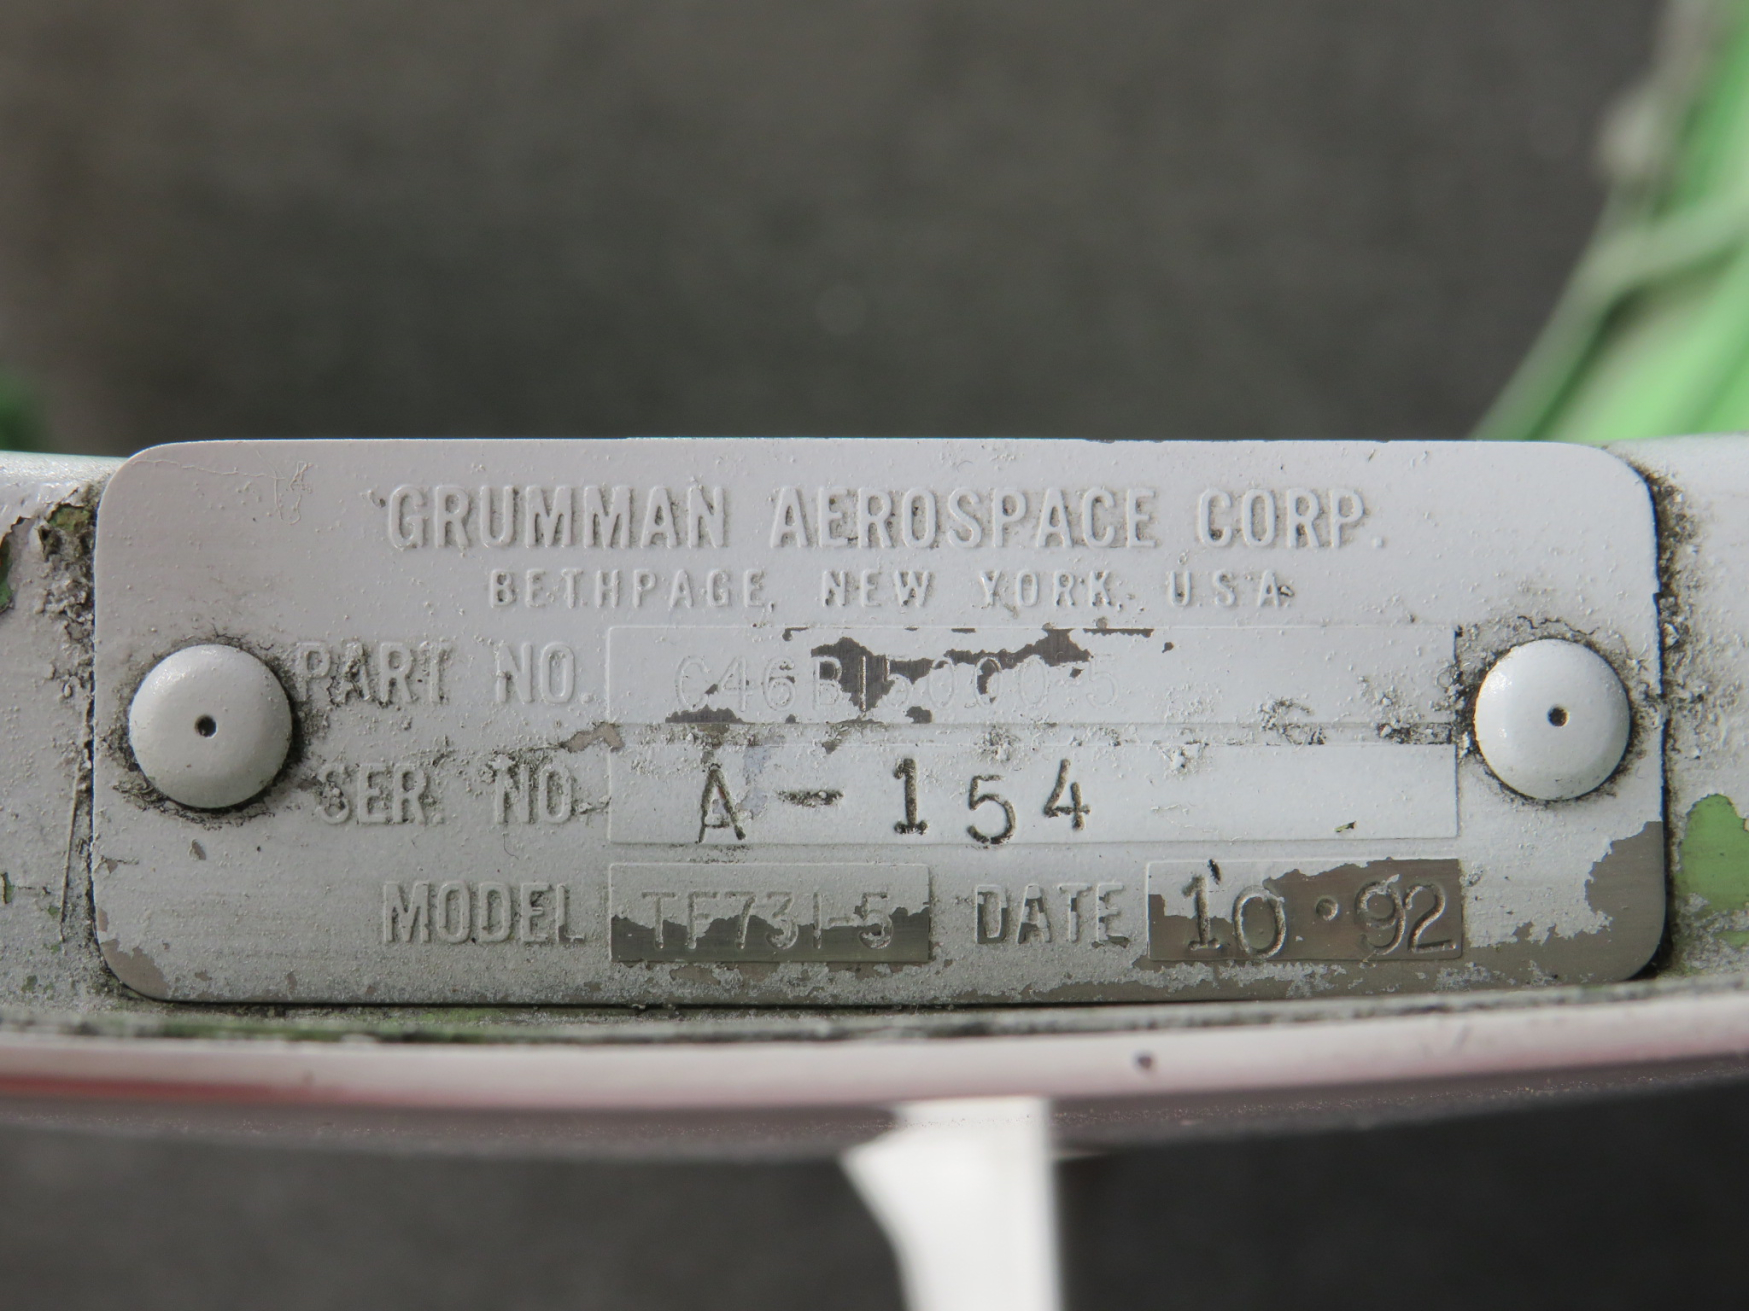 GRUMMAN AEROSPACE CORP.
BETHPAGE, NEW YORK, U.S.A.
PART NO. C46B15000-5
SER. NO. A-154
MODEL TF731-5 DATE 10·92